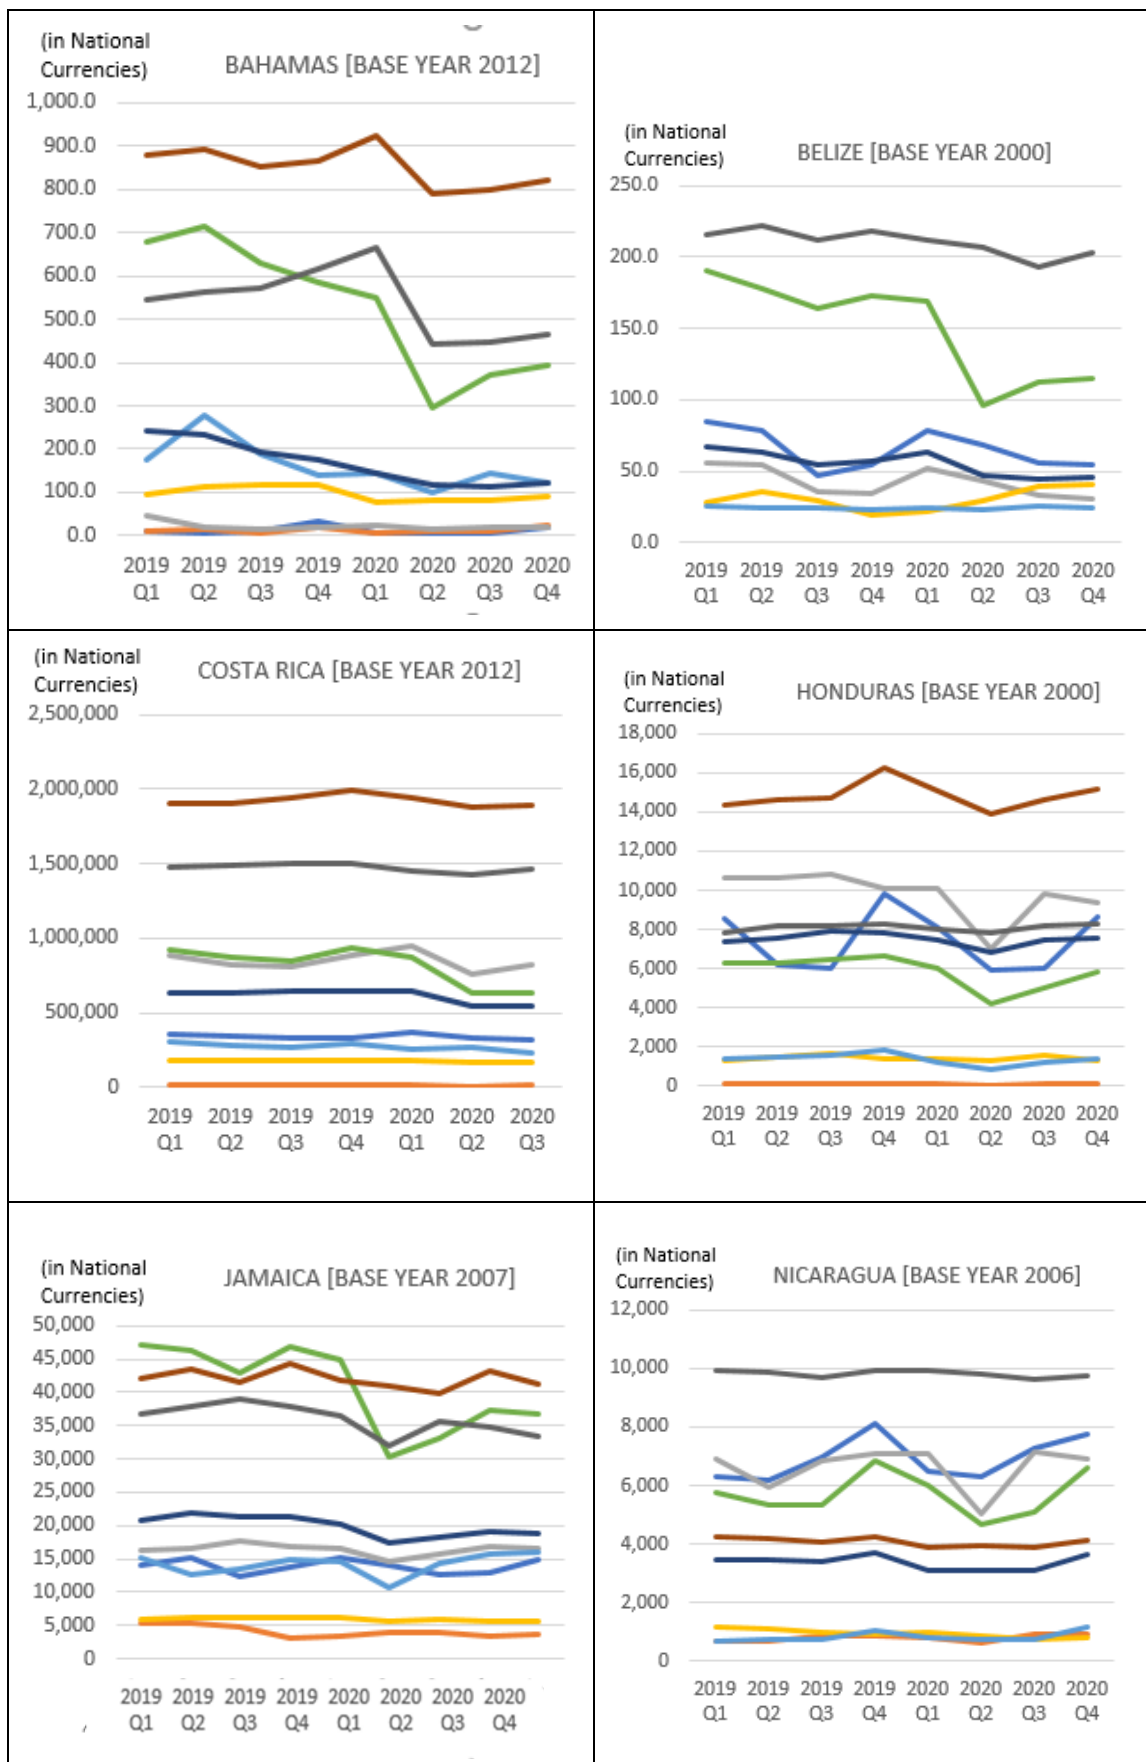 (in National
Currencies)
BAHAMAS [BASE YEAR 2012]
1,000.0
900.0
800.0
700.0
600.0
500.0
400.0
300.0
200.0
100.0
0.0
2019 2019 2019 2019 2020 2020 2020 2020
Q1 Q2 Q3 Q4 Q1 Q2 Q3 Q4
(in National
Currencies)
BELIZE [BASE YEAR 2000]
250.0
200.0
150.0
100.0
50.0
0.0
2019 2019 2019 2019 2020 2020 2020 2020
Q1 Q2 Q3 Q4 Q1 Q2 Q3 Q4
(in National
Currencies)
COSTA RICA [BASE YEAR 2012]
2,500,000
2,000,000
1,500,000
1,000,000
500,000
0
2019 2019 2019 2019 2020 2020 2020
Q1 Q2 Q3 Q4 Q1 Q2 Q3
(in National
Currencies)
HONDURAS [BASE YEAR 2000]
18,000
16,000
14,000
12,000
10,000
8,000
6,000
4,000
2,000
0
2019 2019 2019 2019 2020 2020 2020 2020
Q1 Q2 Q3 Q4 Q1 Q2 Q3 Q4
(in National
Currencies)
JAMAICA [BASE YEAR 2007]
50,000
45,000
40,000
35,000
30,000
25,000
20,000
15,000
10,000
5,000
0
2019 2019 2019 2019 2020 2020 2020 2020
Q1 Q2 Q3 Q4 Q1 Q2 Q3 Q4
(in National
Currencies)
NICARAGUA [BASE YEAR 2006]
12,000
10,000
8,000
6,000
4,000
2,000
0
2019 2019 2019 2019 2020 2020 2020 2020
Q1 Q2 Q3 Q4 Q1 Q2 Q3 Q4